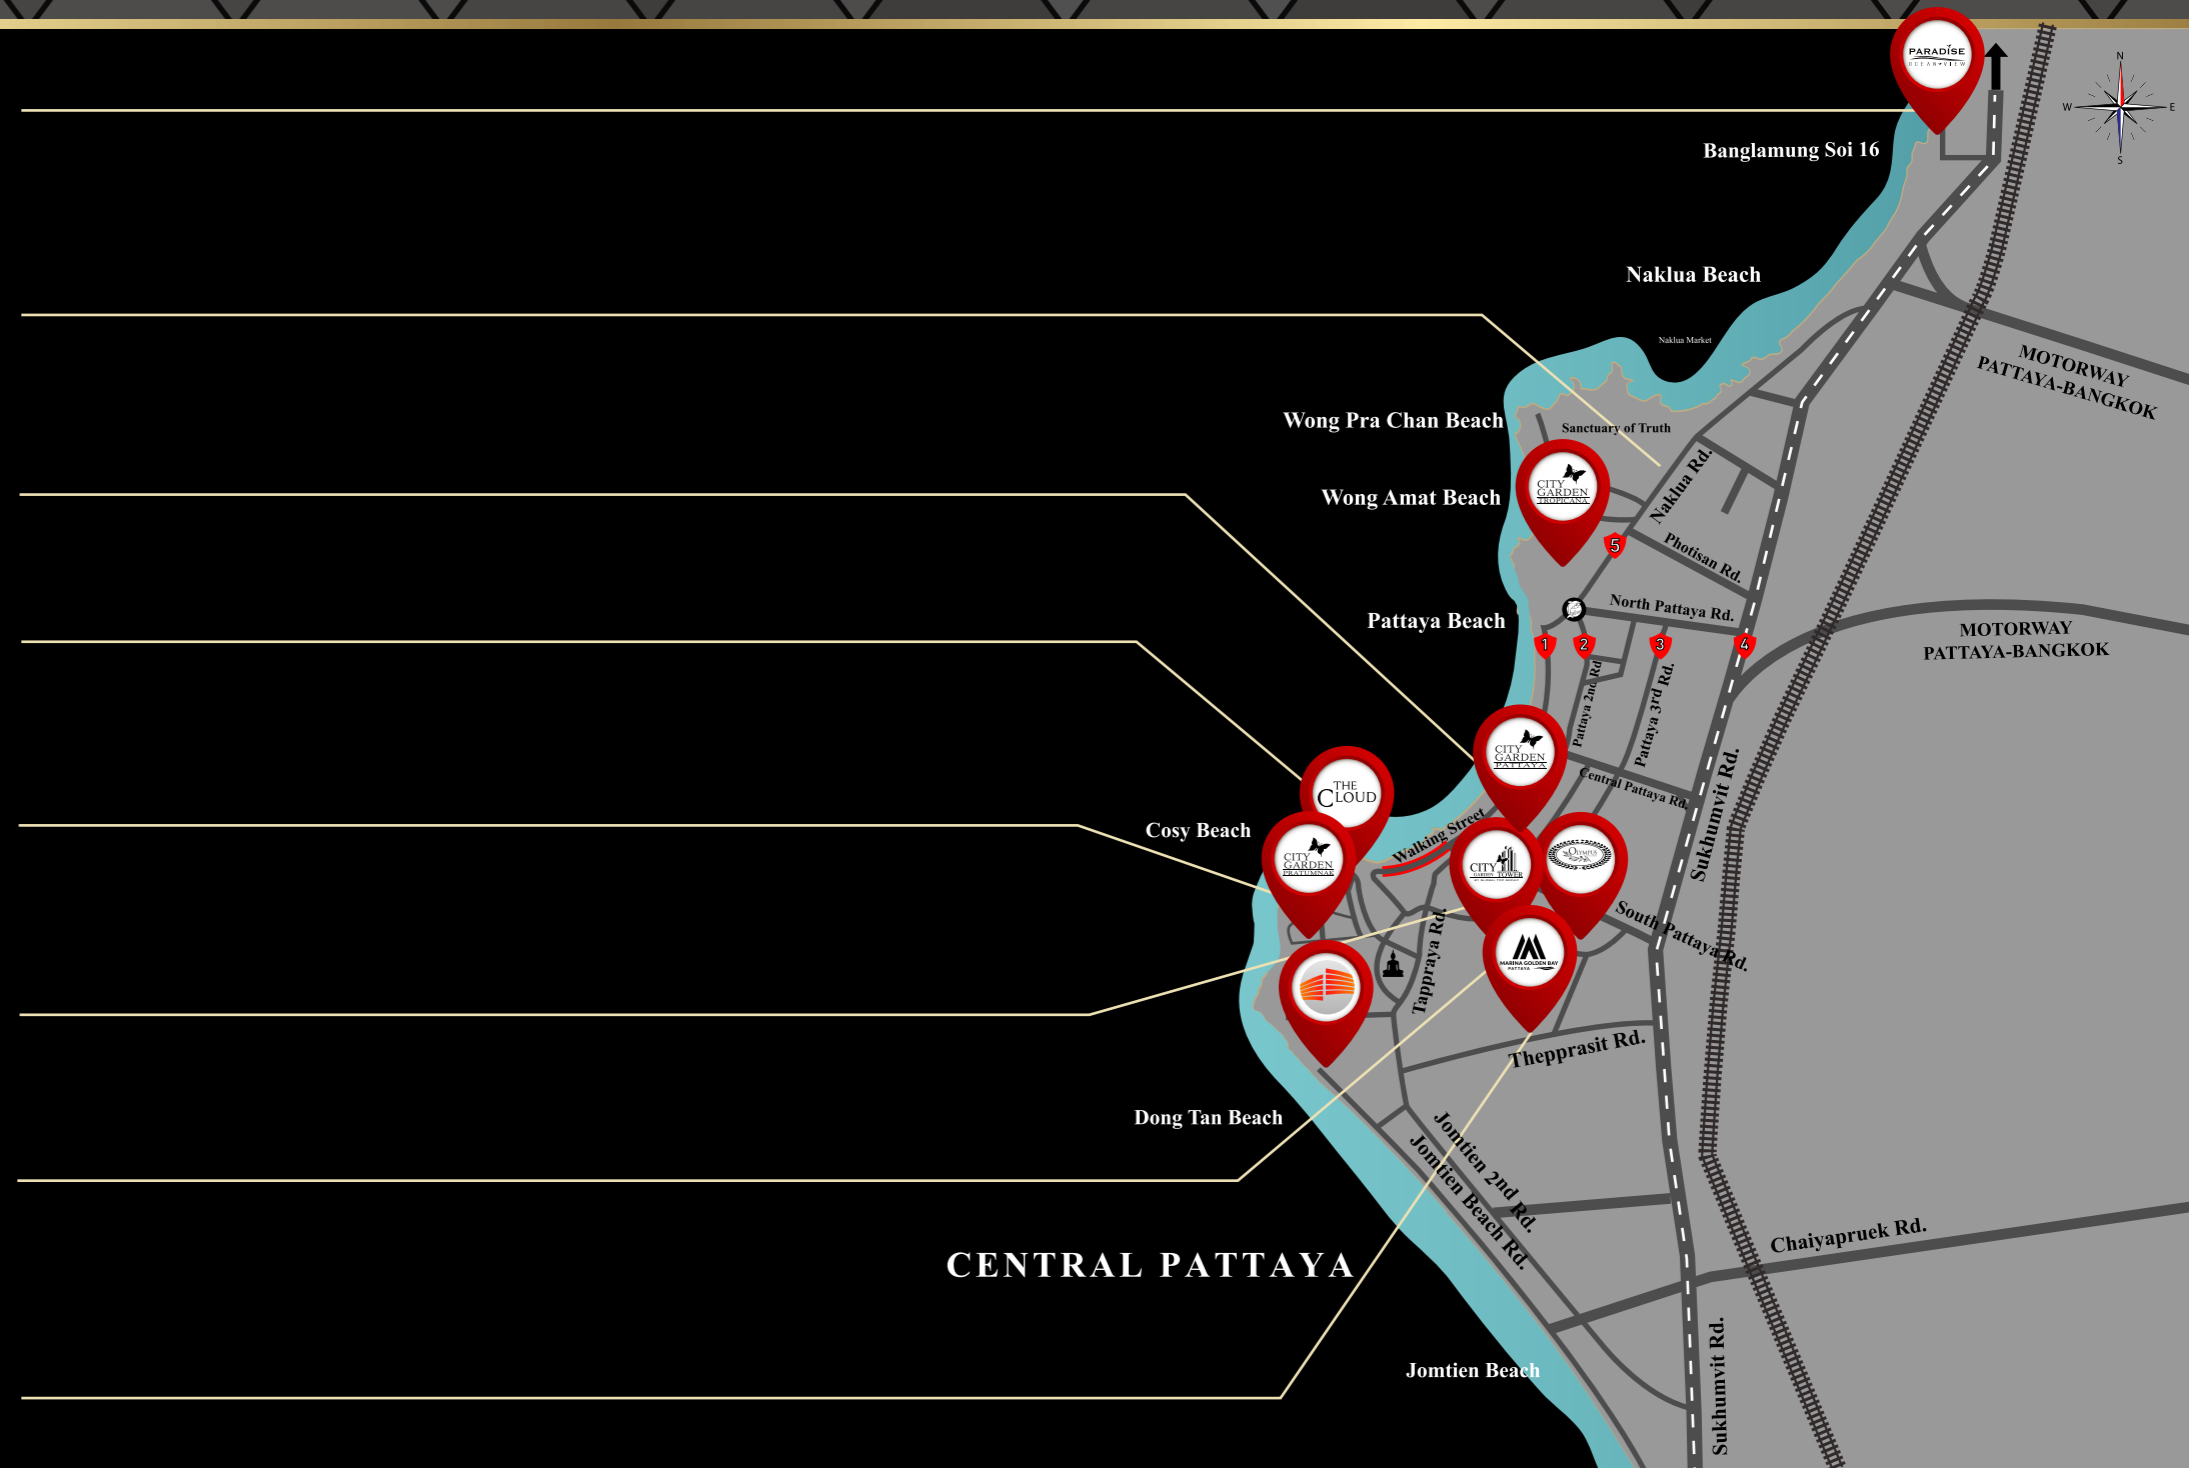 PARADISE
OCEAN VIEW
N
W
E
S
Banglamung Soi 16
Naklua Beach
Naklua Market
MOTORWAY
PATTAYA-BANGKOK
Wong Pra Chan Beach
Sanctuary of Truth
Naklua Rd.
CITY
GARDEN
TROPICANA
Wong Amat Beach
5
Photisan Rd.
North Pattaya Rd.
Pattaya Beach
1
2
3
4
MOTORWAY
PATTAYA-BANGKOK
Pattaya 2nd Rd
Pattaya 3rd Rd.
CITY
GARDEN
PATTAYA
Central Pattaya Rd.
Sukhumvit Rd.
THE
CLOUD
Cosy Beach
CITY
GARDEN
PRATUMNAK
Walking Street
CITY
GARDEN TOWER
OLYMPUS
South Pattaya Rd.
Tappraya Rd.
MARINA GOLDEN BAY
PATTAYA
Thepprasit Rd.
Dong Tan Beach
Jomtien 2nd Rd.
Jomtien Beach Rd.
Chaiyapruek Rd.
CENTRAL PATTAYA
Jomtien Beach
Sukhumvit Rd.